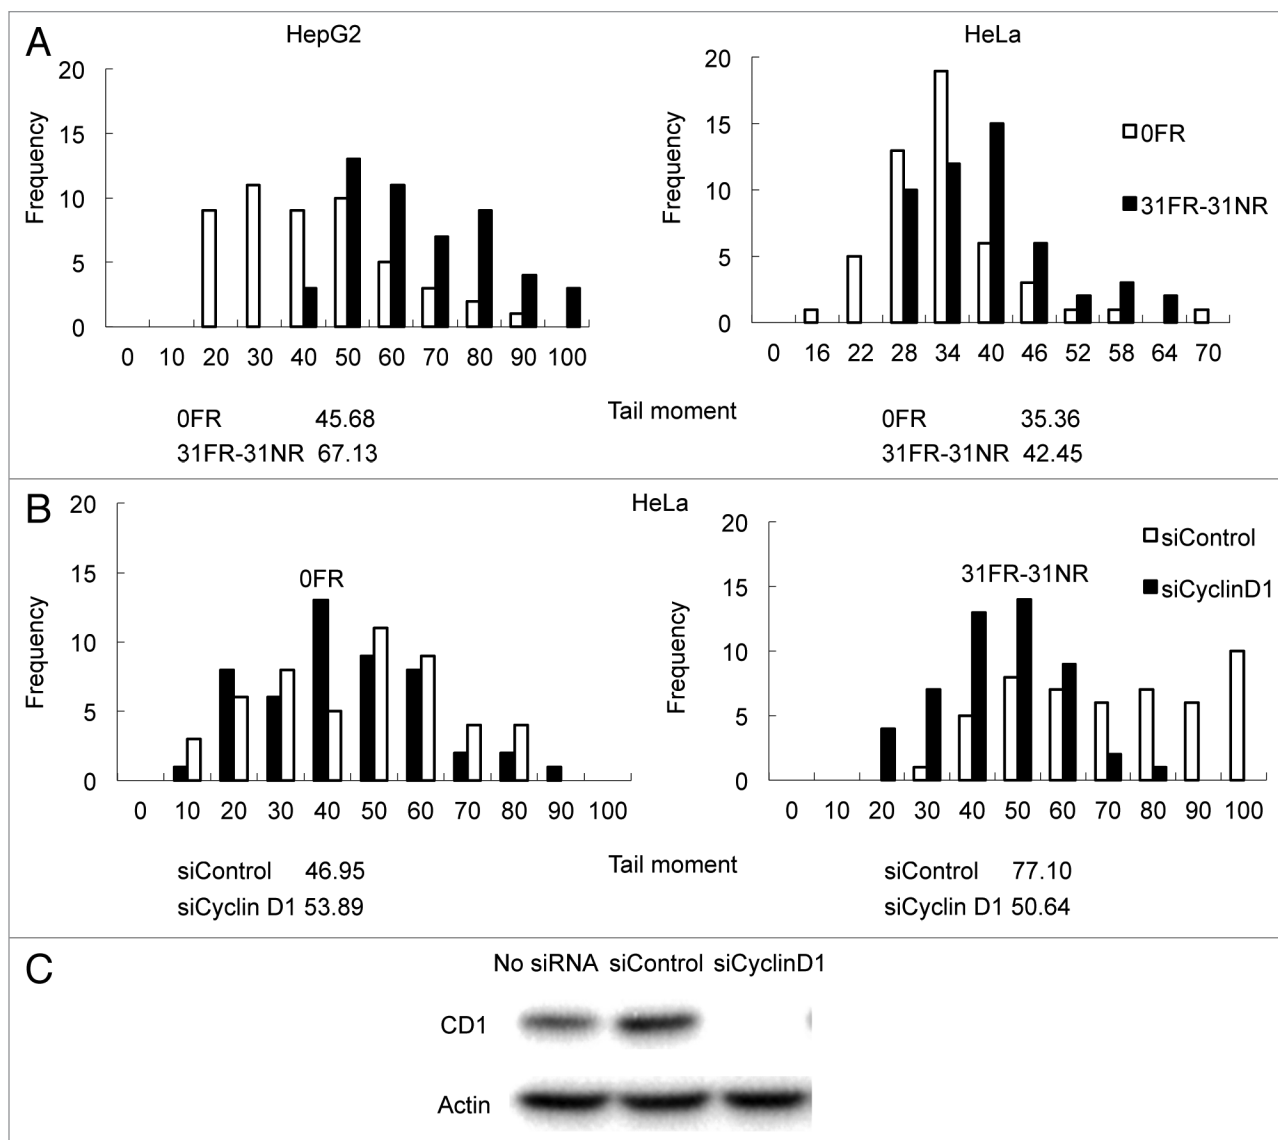 A
HepG2
HeLa
20
15
10
5
0
Frequency
0 10 20 30 40 50 60 70 80 90 100
20
15
10
5
0
Frequency
0 16 22 28 34 40 46 52 58 64 70
0FR
31FR-31NR
Tail moment
0FR 45.68
31FR-31NR 67.13
0FR 35.36
31FR-31NR 42.45
B
HeLa
20
15
10
5
0
Frequency
0FR
0 10 20 30 40 50 60 70 80 90 100
20
15
10
5
0
Frequency
31FR-31NR
0 10 20 30 40 50 60 70 80 90 100
siControl
siCyclinD1
Tail moment
siControl 46.95
siCyclin D1 53.89
siControl 77.10
siCyclin D1 50.64
C
No siRNA siControl siCyclinD1
CD1
Actin